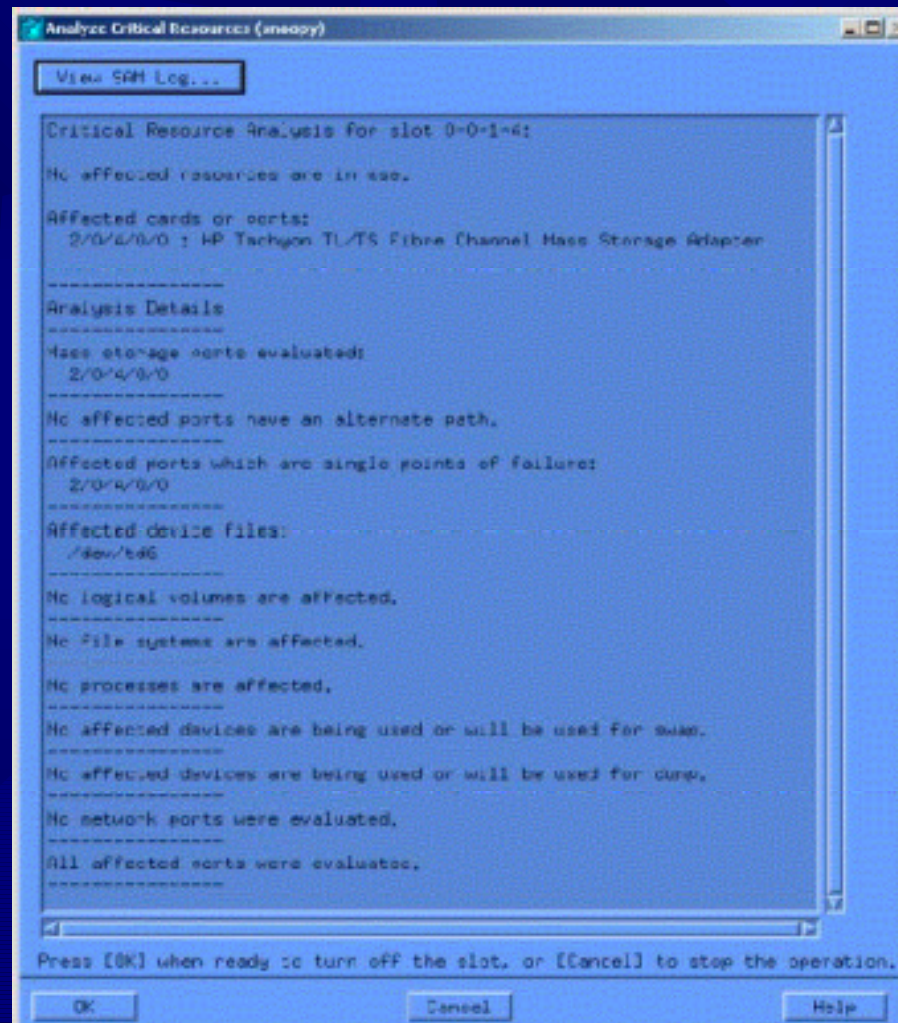 Analyze Critical Resources
View SAM Log...
Critical Resource Analysis for slot 0-0-1-4:
No affected resources are in use.
Affected cards or ports:
2/0/4/0/0 : HP Tachyon TL/TS Fibre Channel Mass Storage Adapter
----------------
Analysis Details
----------------
Mass storage ports evaluated:
2/0/4/0/0
----------------
No affected ports have an alternate path.
----------------
Affected ports which are single points of failure:
2/0/4/0/0
----------------
Affected device files:
/dev/td6
----------------
No logical volumes are affected.
----------------
No file systems are affected.
----------------
No processes are affected.
----------------
No affected devices are being used or will be used for swap.
----------------
No affected devices are being used or will be used for dump.
----------------
No network ports were evaluated.
----------------
All affected ports were evaluated.
----------------
Press [OK] when ready to turn off the slot, or [Cancel] to stop the operation.
OK
Cancel
Help